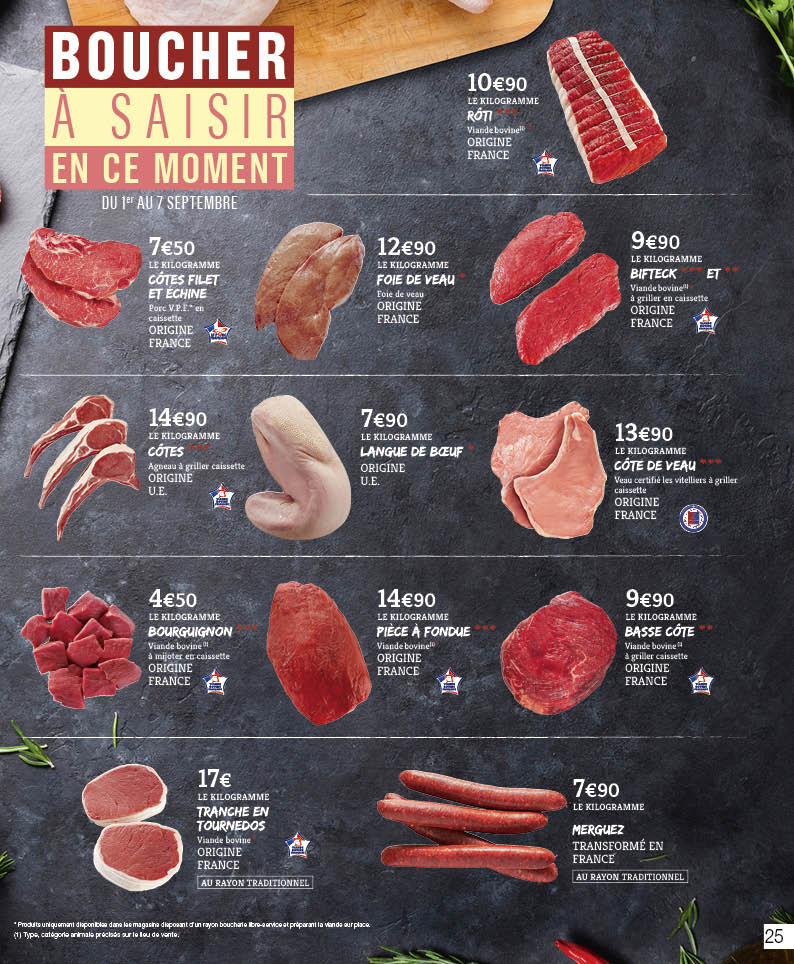 BOUCHER
À SAISIR
EN CE MOMENT
DU 1er AU 7 SEPTEMBRE
10€90
LE KILOGRAMME
RÔTI ***
Viande bovine(1)
ORIGINE
FRANCE
7€50
LE KILOGRAMME
CÔTES FILET
ET ÉCHINE
Porc V.P.F.* en
caissette
ORIGINE
FRANCE
12€90
LE KILOGRAMME
FOIE DE VEAU *
Foie de veau
ORIGINE
FRANCE
9€90
LE KILOGRAMME
BIFTECK *** ET **
Viande bovine(1)
à griller en caissette
ORIGINE
FRANCE
14€90
LE KILOGRAMME
CÔTES ***
Agneau à griller caissette
ORIGINE
U.E.
7€90
LE KILOGRAMME
LANGUE DE BŒUF *
ORIGINE
U.E.
13€90
LE KILOGRAMME
CÔTE DE VEAU ***
Veau certifié les vitelliers à griller
caissette
ORIGINE
FRANCE
4€50
LE KILOGRAMME
BOURGUIGNON ***
Viande bovine (1)
à mijoter en caissette
ORIGINE
FRANCE
14€90
LE KILOGRAMME
PIÈCE À FONDUE ***
Viande bovine(1)
ORIGINE
FRANCE
9€90
LE KILOGRAMME
BASSE CÔTE **
Viande bovine (1)
à griller caissette
ORIGINE
FRANCE
17€
LE KILOGRAMME
TRANCHE EN
TOURNEDOS
Viande bovine
ORIGINE
FRANCE
AU RAYON TRADITIONNEL
7€90
LE KILOGRAMME
MERGUEZ
TRANSFORMÉ EN
FRANCE
AU RAYON TRADITIONNEL
* Produits uniquement disponibles dans les magasins disposant d'un rayon boucherie libre-service et préparant la viande sur place.
(1) Type, catégorie animale précisés sur le lieu de vente.
25